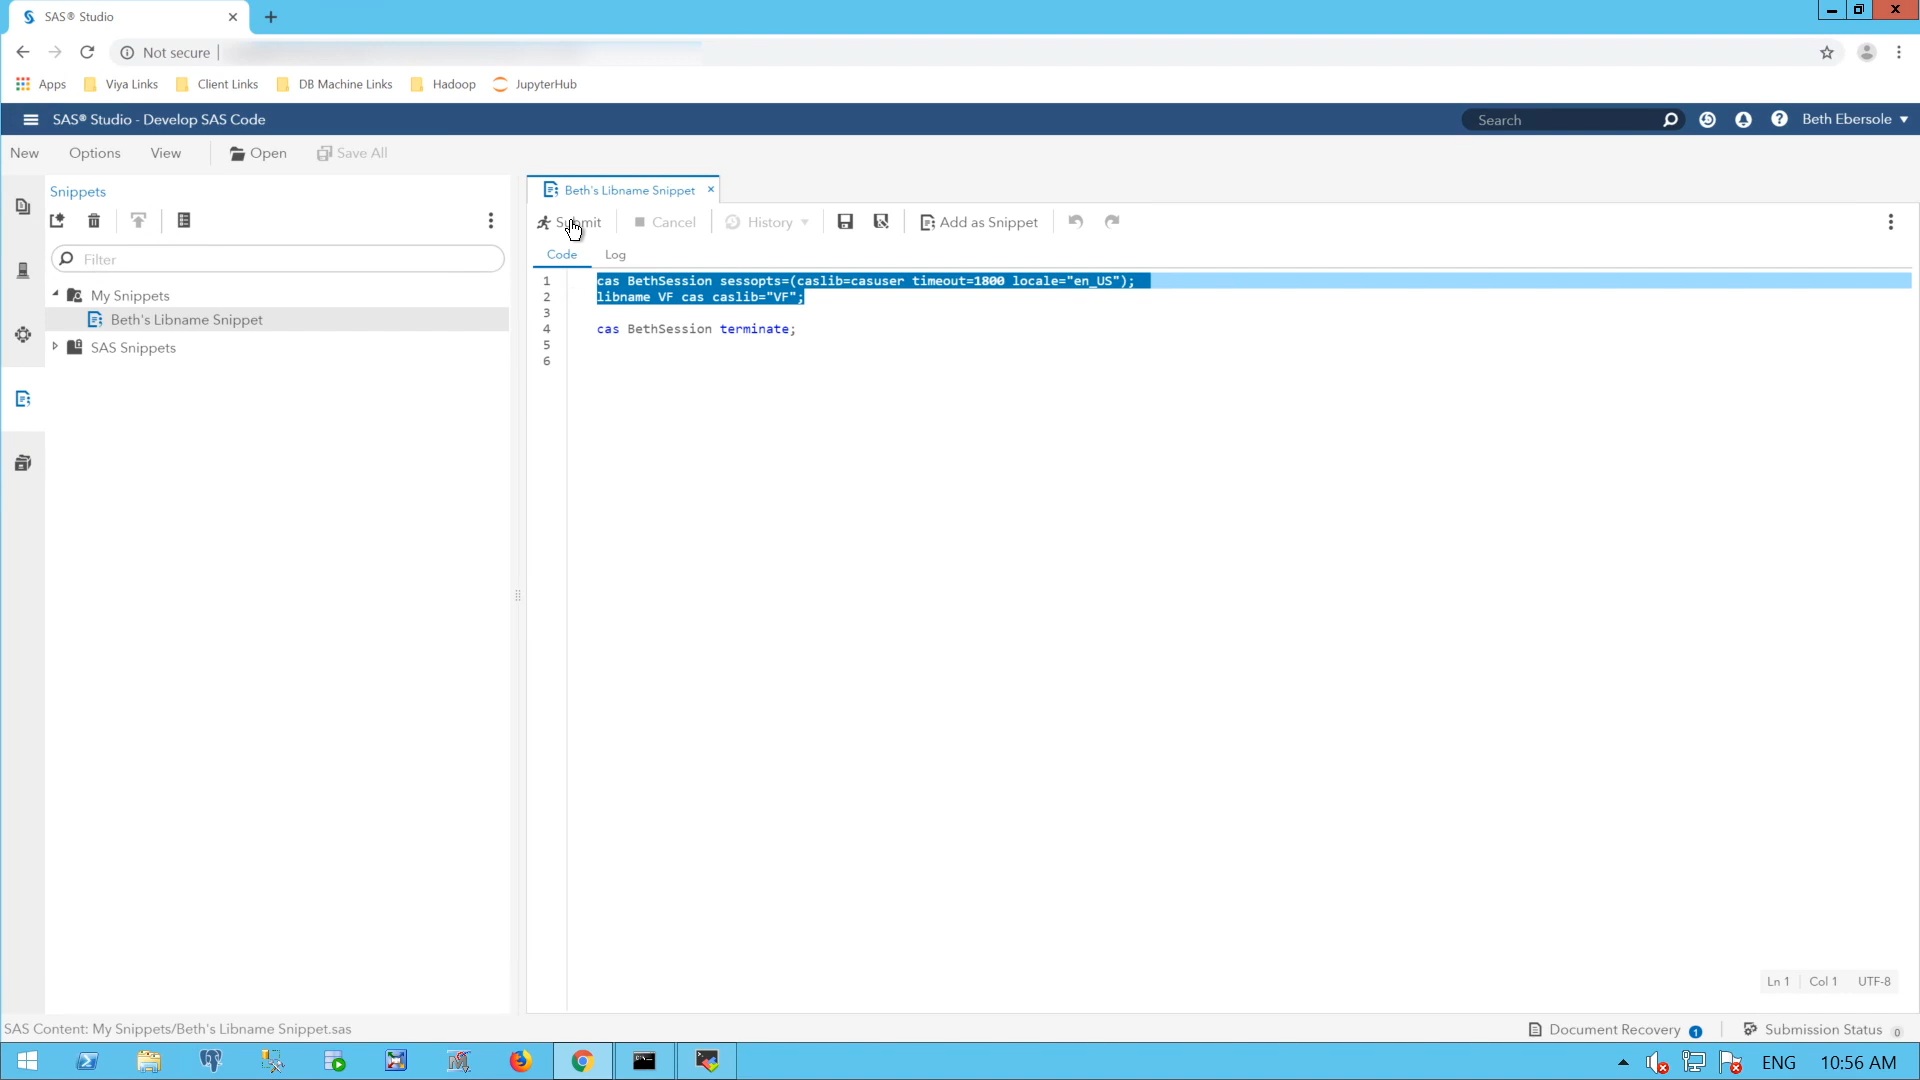 SAS® Studio
Not secure
Apps Viya Links Client Links DB Machine Links Hadoop JupyterHub
SAS® Studio - Develop SAS Code Search Beth Ebersole
New Options View Open Save All
Snippets
Beth's Libname Snippet
Submit Cancel History Add as Snippet
Filter
Code Log
My Snippets
Beth's Libname Snippet
SAS Snippets
1 cas BethSession sessopts=(caslib=casuser timeout=1800 locale="en_US");
2 libname VF cas caslib="VF";
3
4 cas BethSession terminate;
5
6
Ln 1 Col 1 UTF-8
SAS Content: My Snippets/Beth's Libname Snippet.sas Document Recovery 1 Submission Status 0
ENG 10:56 AM